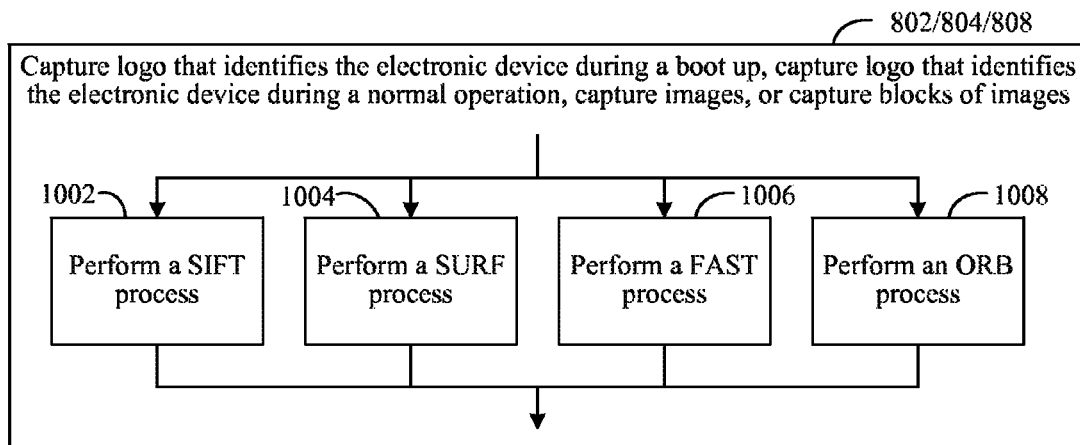 802/804/808
Capture logo that identifies the electronic device during a boot up, capture logo that identifies
the electronic device during a normal operation, capture images, or capture blocks of images
1002
1004
1006
1008
Perform a SIFT
process
Perform a SURF
process
Perform a FAST
process
Perform an ORB
process